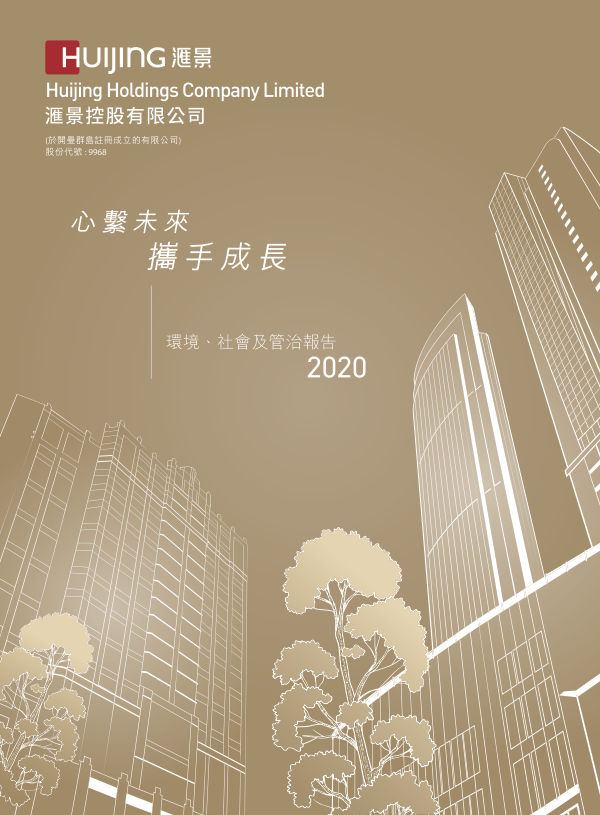 HUIJING 滙景
Huijing Holdings Company Limited
滙景控股有限公司
(於開曼群島註冊成立的有限公司)
股份代號 : 9968
心繫未來
攜手成長
環境、社會及管治報告
2020